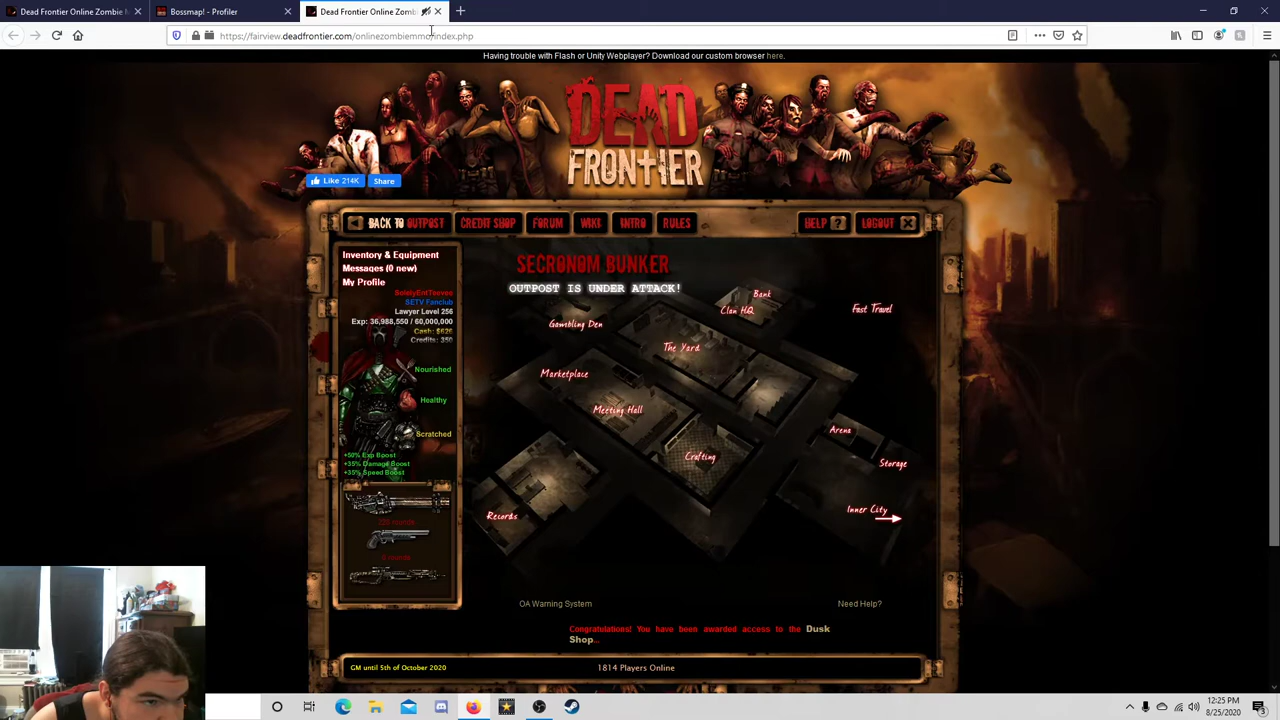 Dead Frontier Online Zombie
Bossmap! - Profiler
Dead Frontier Online Zomb
https://fairview.deadfrontier.com/onlinezombiemmo/index.php
Having trouble with Flash or Unity Webplayer? Download our custom browser here.
DEAD
FRONTIER
Like 214K
Share
BACK TO OUTPOST
CREDIT SHOP
FORUM
WIKI
INTRO
RULES
HELP ?
LOGOUT X
Inventory & Equipment
Messages (0 new)
My Profile
SETV Fanclub
Lawyer Level 256
Exp: 36,988,550 / 60,000,000
Cash: $626
Credits: 350
Nourished
Healthy
Scratched
+50% Exp Boost
+35% Damage Boost
+35% Speed Boost
SECRONOM BUNKER
OUTPOST IS UNDER ATTACK!
Bank
Clan HQ
Fast Travel
Gambling Den
The Yard
Marketplace
Meeting Hall
Arena
Crafting
Storage
Inner City
Records
OA Warning System
Need Help?
Congratulations! You have been awarded access to the Dusk
Shop...
GM until 5th of October 2020
1814 Players Online
12:25 PM
8/25/2020
3